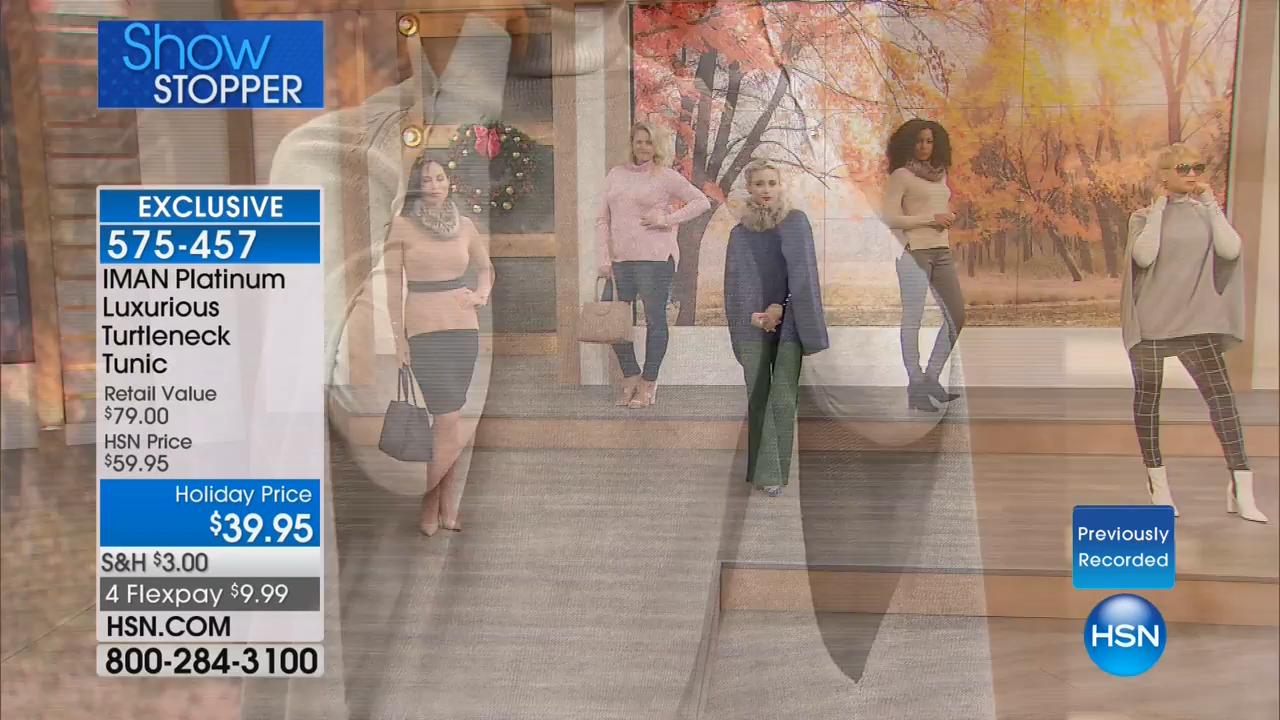 Show
STOPPER
EXCLUSIVE
575-457
IMAN Platinum
Luxurious
Turtleneck
Tunic
Retail Value
$79.00
HSN Price
$59.95
Holiday Price
$39.95
S&H $3.00
4 Flexpay $9.99
HSN.COM
800-284-3100
Previously
Recorded
HSN